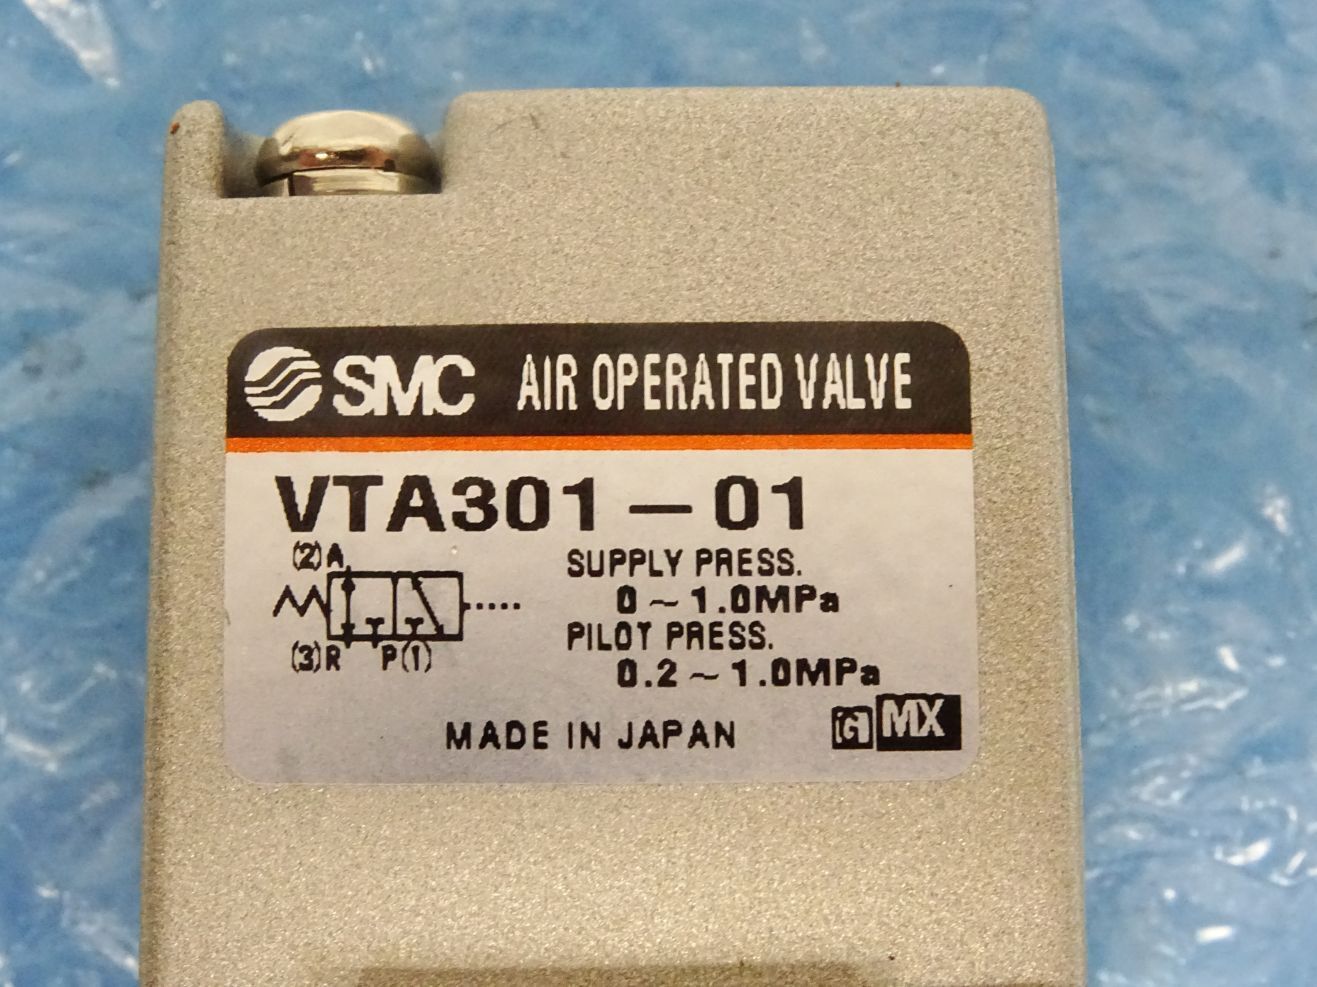 SMC AIR OPERATED VALVE
VTA301-01
(2)A
SUPPLY PRESS.
0~1.0MPa
PILOT PRESS.
(3)R P(1)
0.2~1.0MPa
MADE IN JAPAN
MX